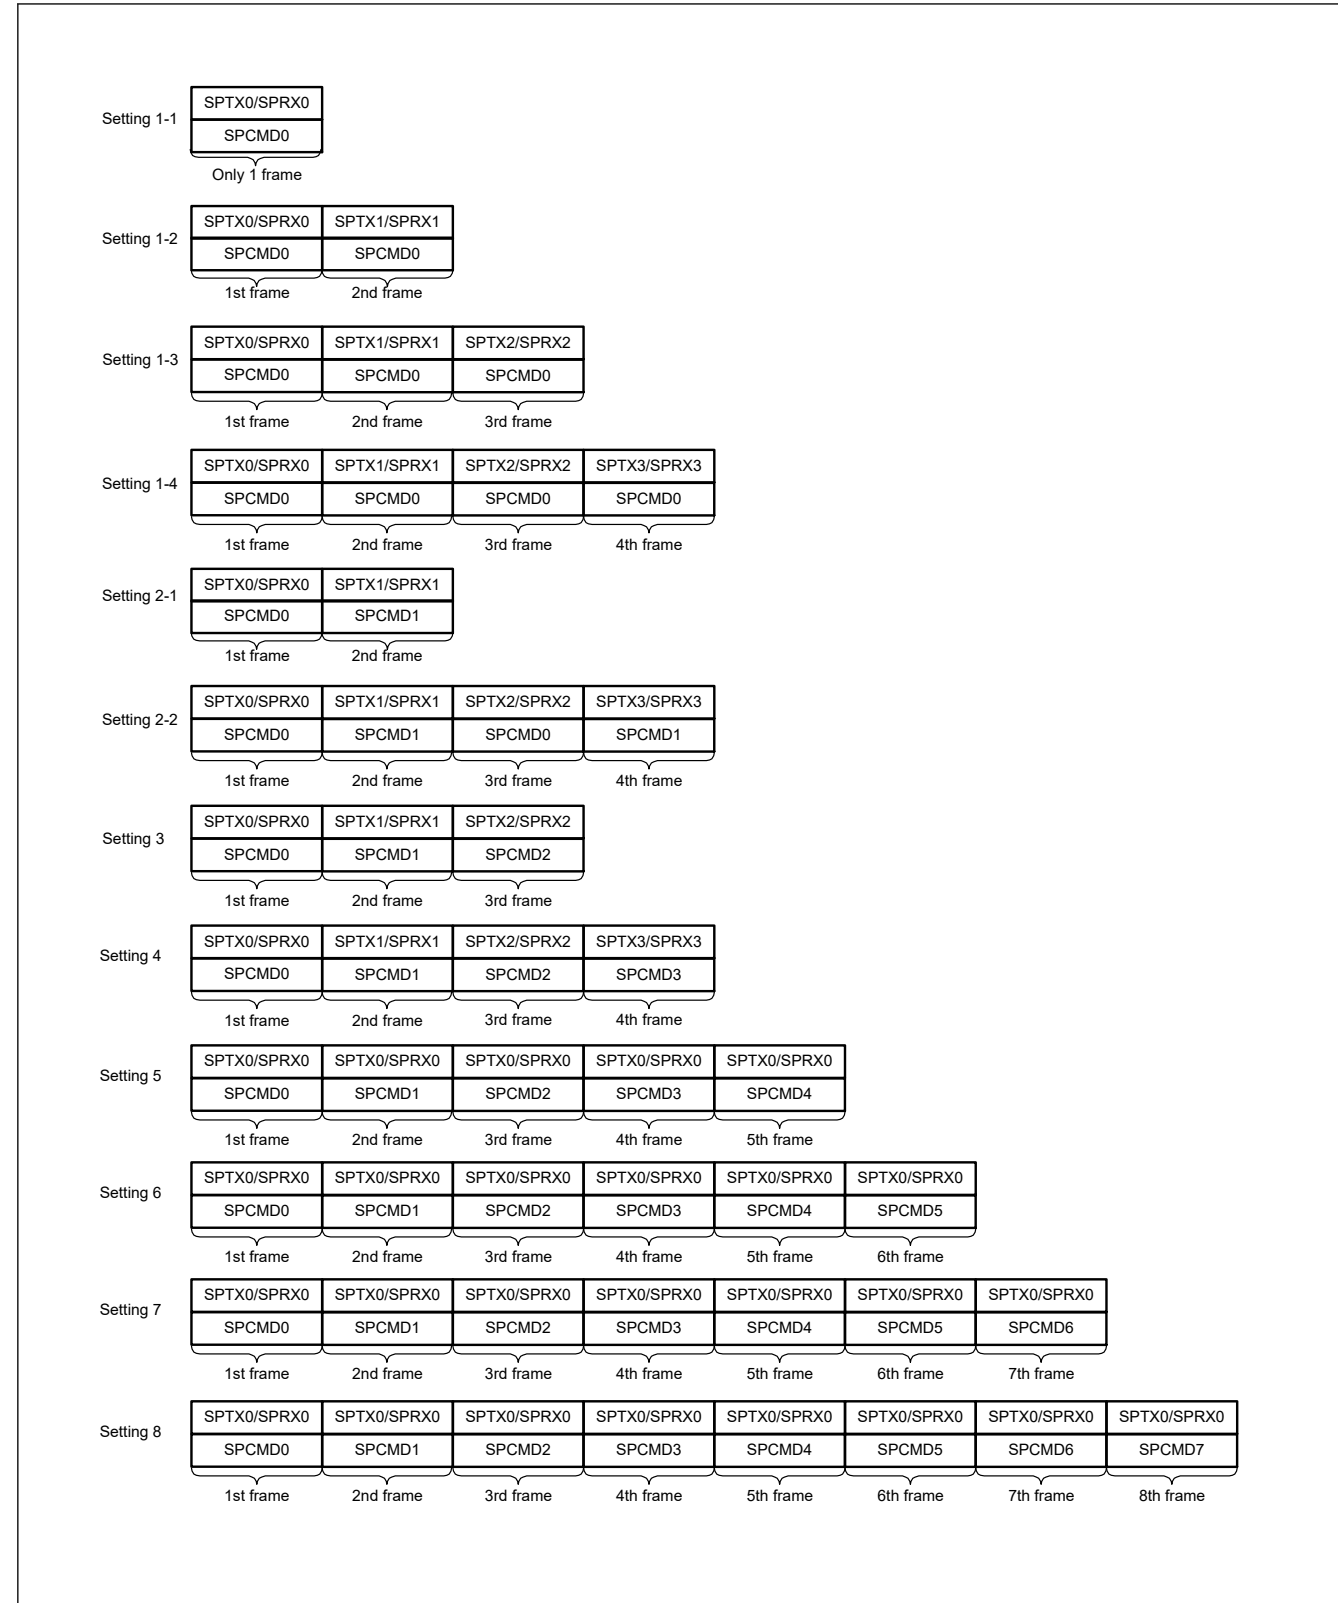 SPTX0/SPRX0
Setting 1-1
SPCMD0
Only 1 frame
SPTX0/SPRX0 SPTX1/SPRX1
Setting 1-2
SPCMD0 SPCMD0
1st frame 2nd frame
SPTX0/SPRX0 SPTX1/SPRX1 SPTX2/SPRX2
Setting 1-3
SPCMD0 SPCMD0 SPCMD0
1st frame 2nd frame 3rd frame
SPTX0/SPRX0 SPTX1/SPRX1 SPTX2/SPRX2 SPTX3/SPRX3
Setting 1-4
SPCMD0 SPCMD0 SPCMD0 SPCMD0
1st frame 2nd frame 3rd frame 4th frame
SPTX0/SPRX0 SPTX1/SPRX1
Setting 2-1
SPCMD0 SPCMD1
1st frame 2nd frame
SPTX0/SPRX0 SPTX1/SPRX1 SPTX2/SPRX2 SPTX3/SPRX3
Setting 2-2
SPCMD0 SPCMD1 SPCMD0 SPCMD1
1st frame 2nd frame 3rd frame 4th frame
SPTX0/SPRX0 SPTX1/SPRX1 SPTX2/SPRX2
Setting 3
SPCMD0 SPCMD1 SPCMD2
1st frame 2nd frame 3rd frame
SPTX0/SPRX0 SPTX1/SPRX1 SPTX2/SPRX2 SPTX3/SPRX3
Setting 4
SPCMD0 SPCMD1 SPCMD2 SPCMD3
1st frame 2nd frame 3rd frame 4th frame
SPTX0/SPRX0 SPTX0/SPRX0 SPTX0/SPRX0 SPTX0/SPRX0 SPTX0/SPRX0
Setting 5
SPCMD0 SPCMD1 SPCMD2 SPCMD3 SPCMD4
1st frame 2nd frame 3rd frame 4th frame 5th frame
SPTX0/SPRX0 SPTX0/SPRX0 SPTX0/SPRX0 SPTX0/SPRX0 SPTX0/SPRX0 SPTX0/SPRX0
Setting 6
SPCMD0 SPCMD1 SPCMD2 SPCMD3 SPCMD4 SPCMD5
1st frame 2nd frame 3rd frame 4th frame 5th frame 6th frame
SPTX0/SPRX0 SPTX0/SPRX0 SPTX0/SPRX0 SPTX0/SPRX0 SPTX0/SPRX0 SPTX0/SPRX0 SPTX0/SPRX0
Setting 7
SPCMD0 SPCMD1 SPCMD2 SPCMD3 SPCMD4 SPCMD5 SPCMD6
1st frame 2nd frame 3rd frame 4th frame 5th frame 6th frame 7th frame
SPTX0/SPRX0 SPTX0/SPRX0 SPTX0/SPRX0 SPTX0/SPRX0 SPTX0/SPRX0 SPTX0/SPRX0 SPTX0/SPRX0 SPTX0/SPRX0
Setting 8
SPCMD0 SPCMD1 SPCMD2 SPCMD3 SPCMD4 SPCMD5 SPCMD6 SPCMD7
1st frame 2nd frame 3rd frame 4th frame 5th frame 6th frame 7th frame 8th frame